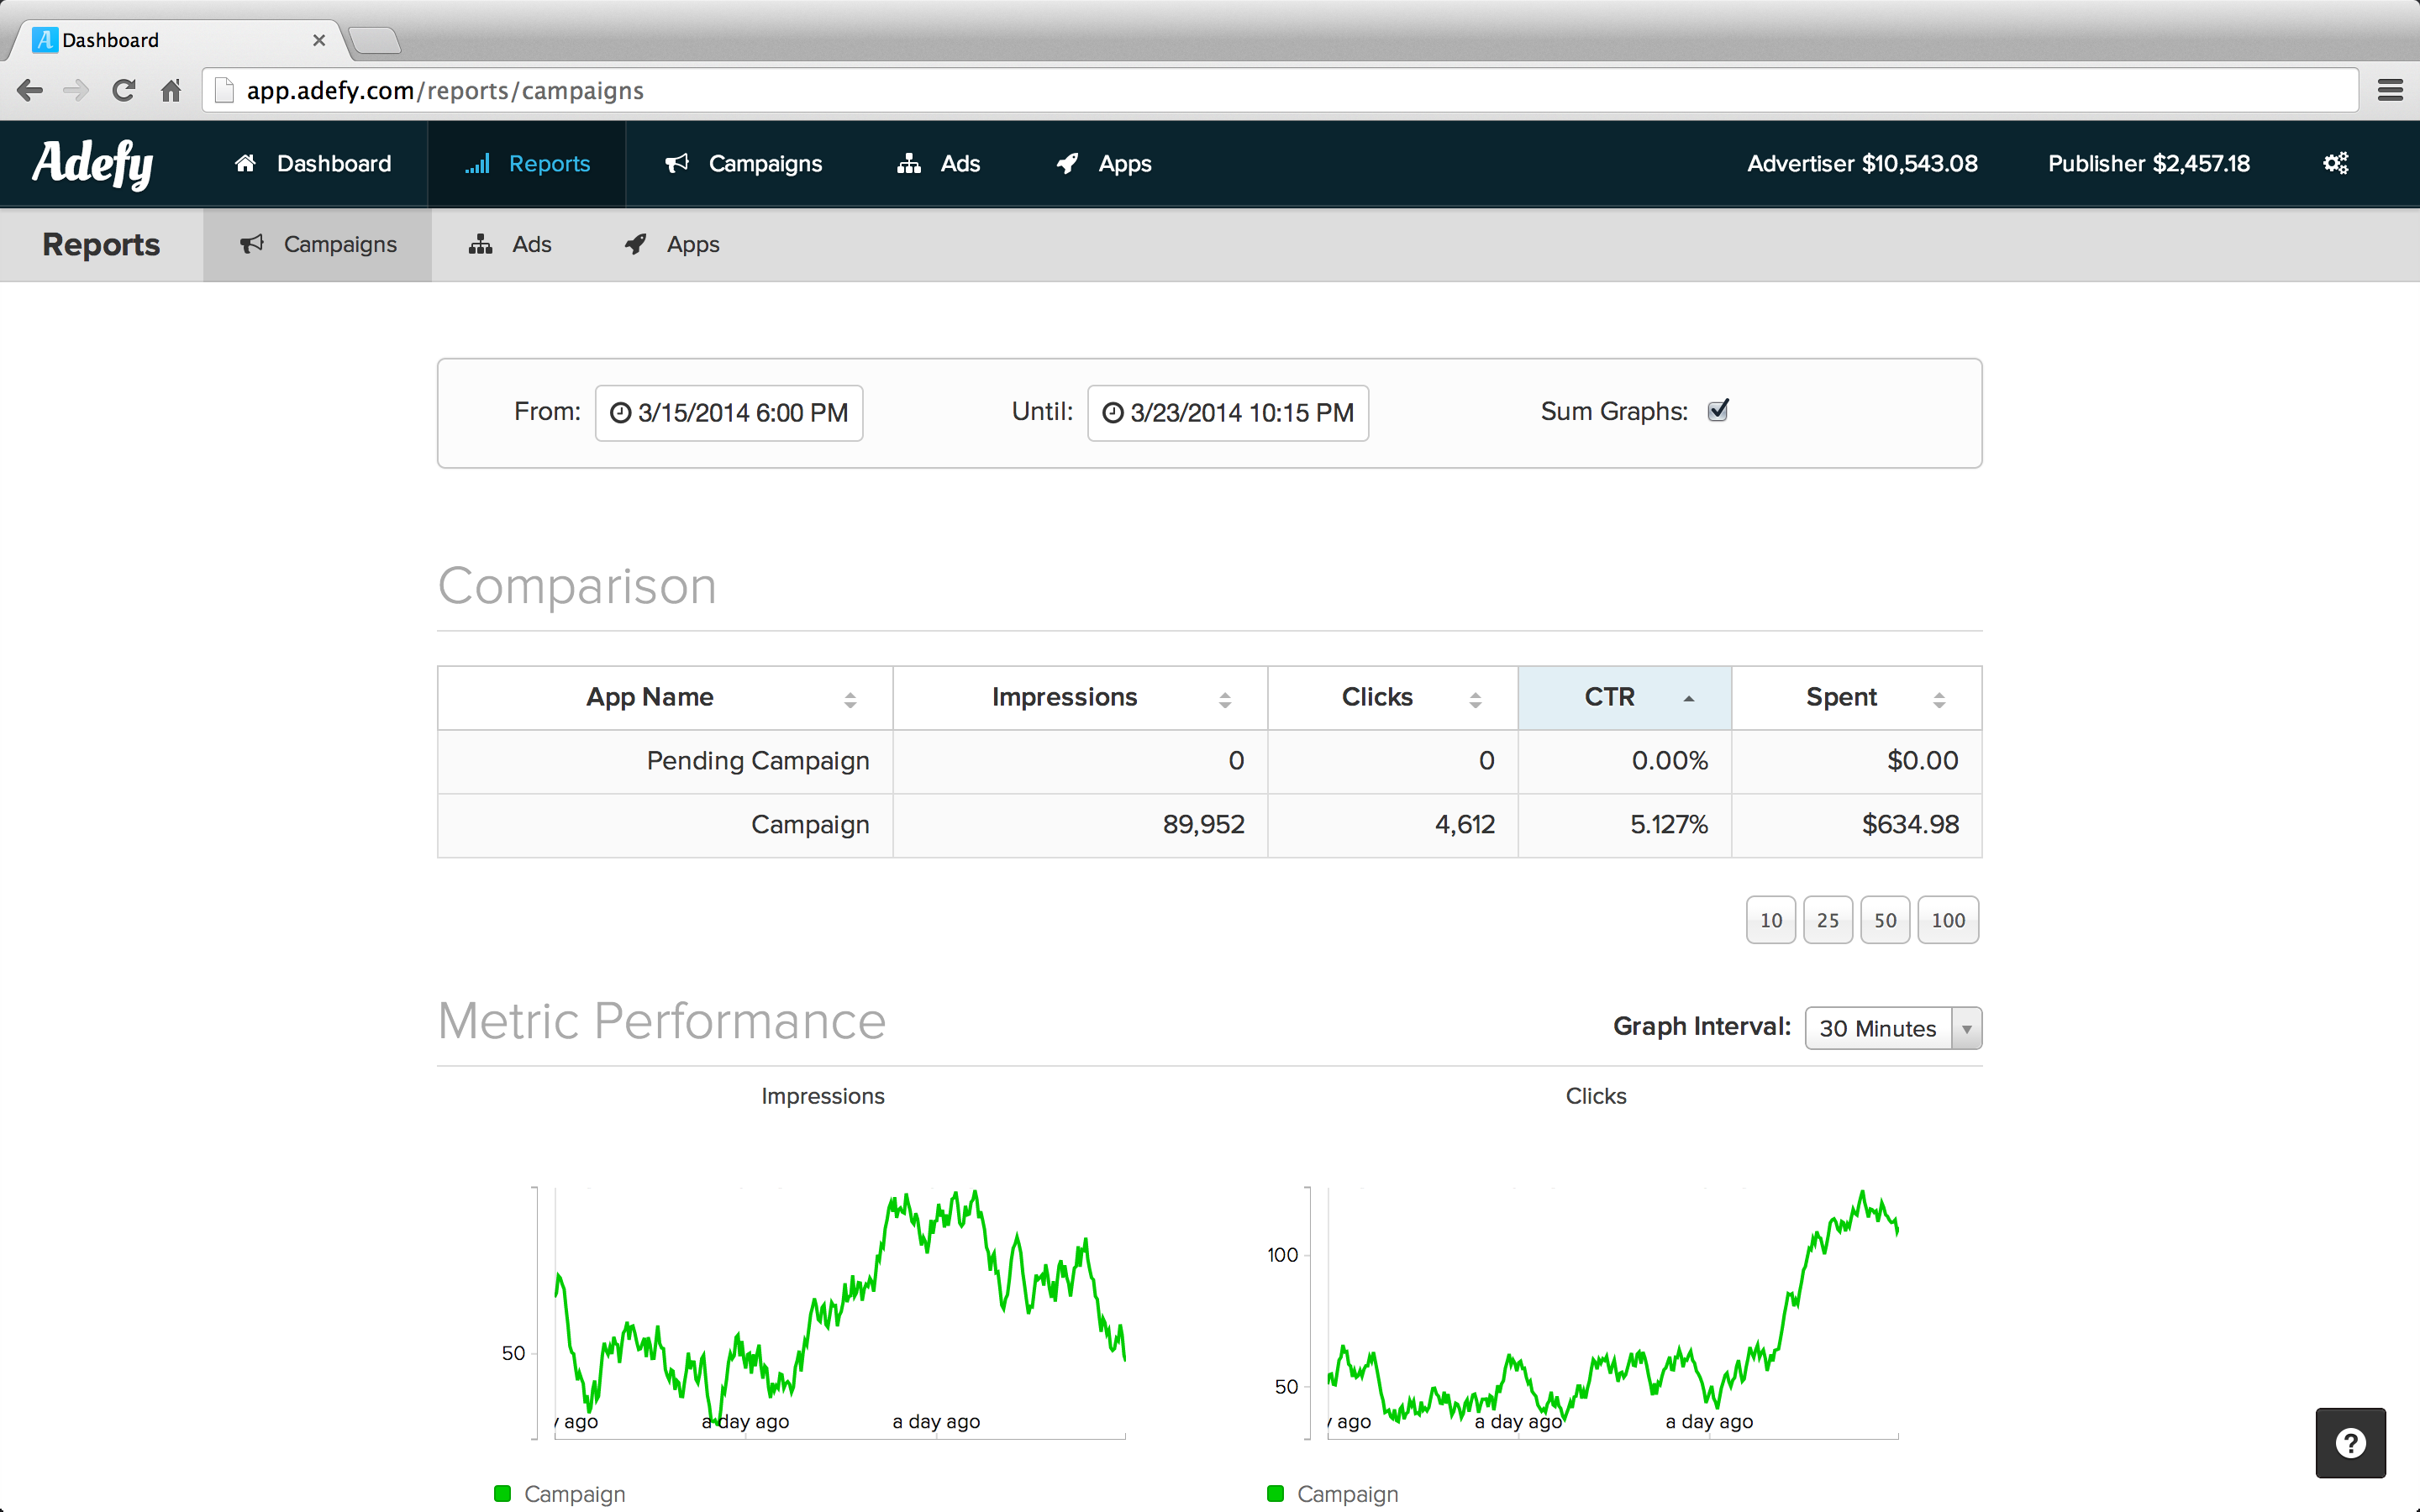 Dashboard
app.adefy.com/reports/campaigns
Adefy Dashboard Reports Campaigns Ads Apps Advertiser $10,543.08 Publisher $2,457.18
Reports Campaigns Ads Apps
From: 3/15/2014 6:00 PM Until: 3/23/2014 10:15 PM Sum Graphs:
Comparison
App Name Impressions Clicks CTR Spent
Pending Campaign 0 0 0.00% $0.00
Campaign 89,952 4,612 5.127% $634.98
10 25 50 100
Metric Performance Graph Interval: 30 Minutes
Impressions Clicks
100
50 50
y ago a day ago a day ago y ago a day ago a day ago
Campaign Campaign